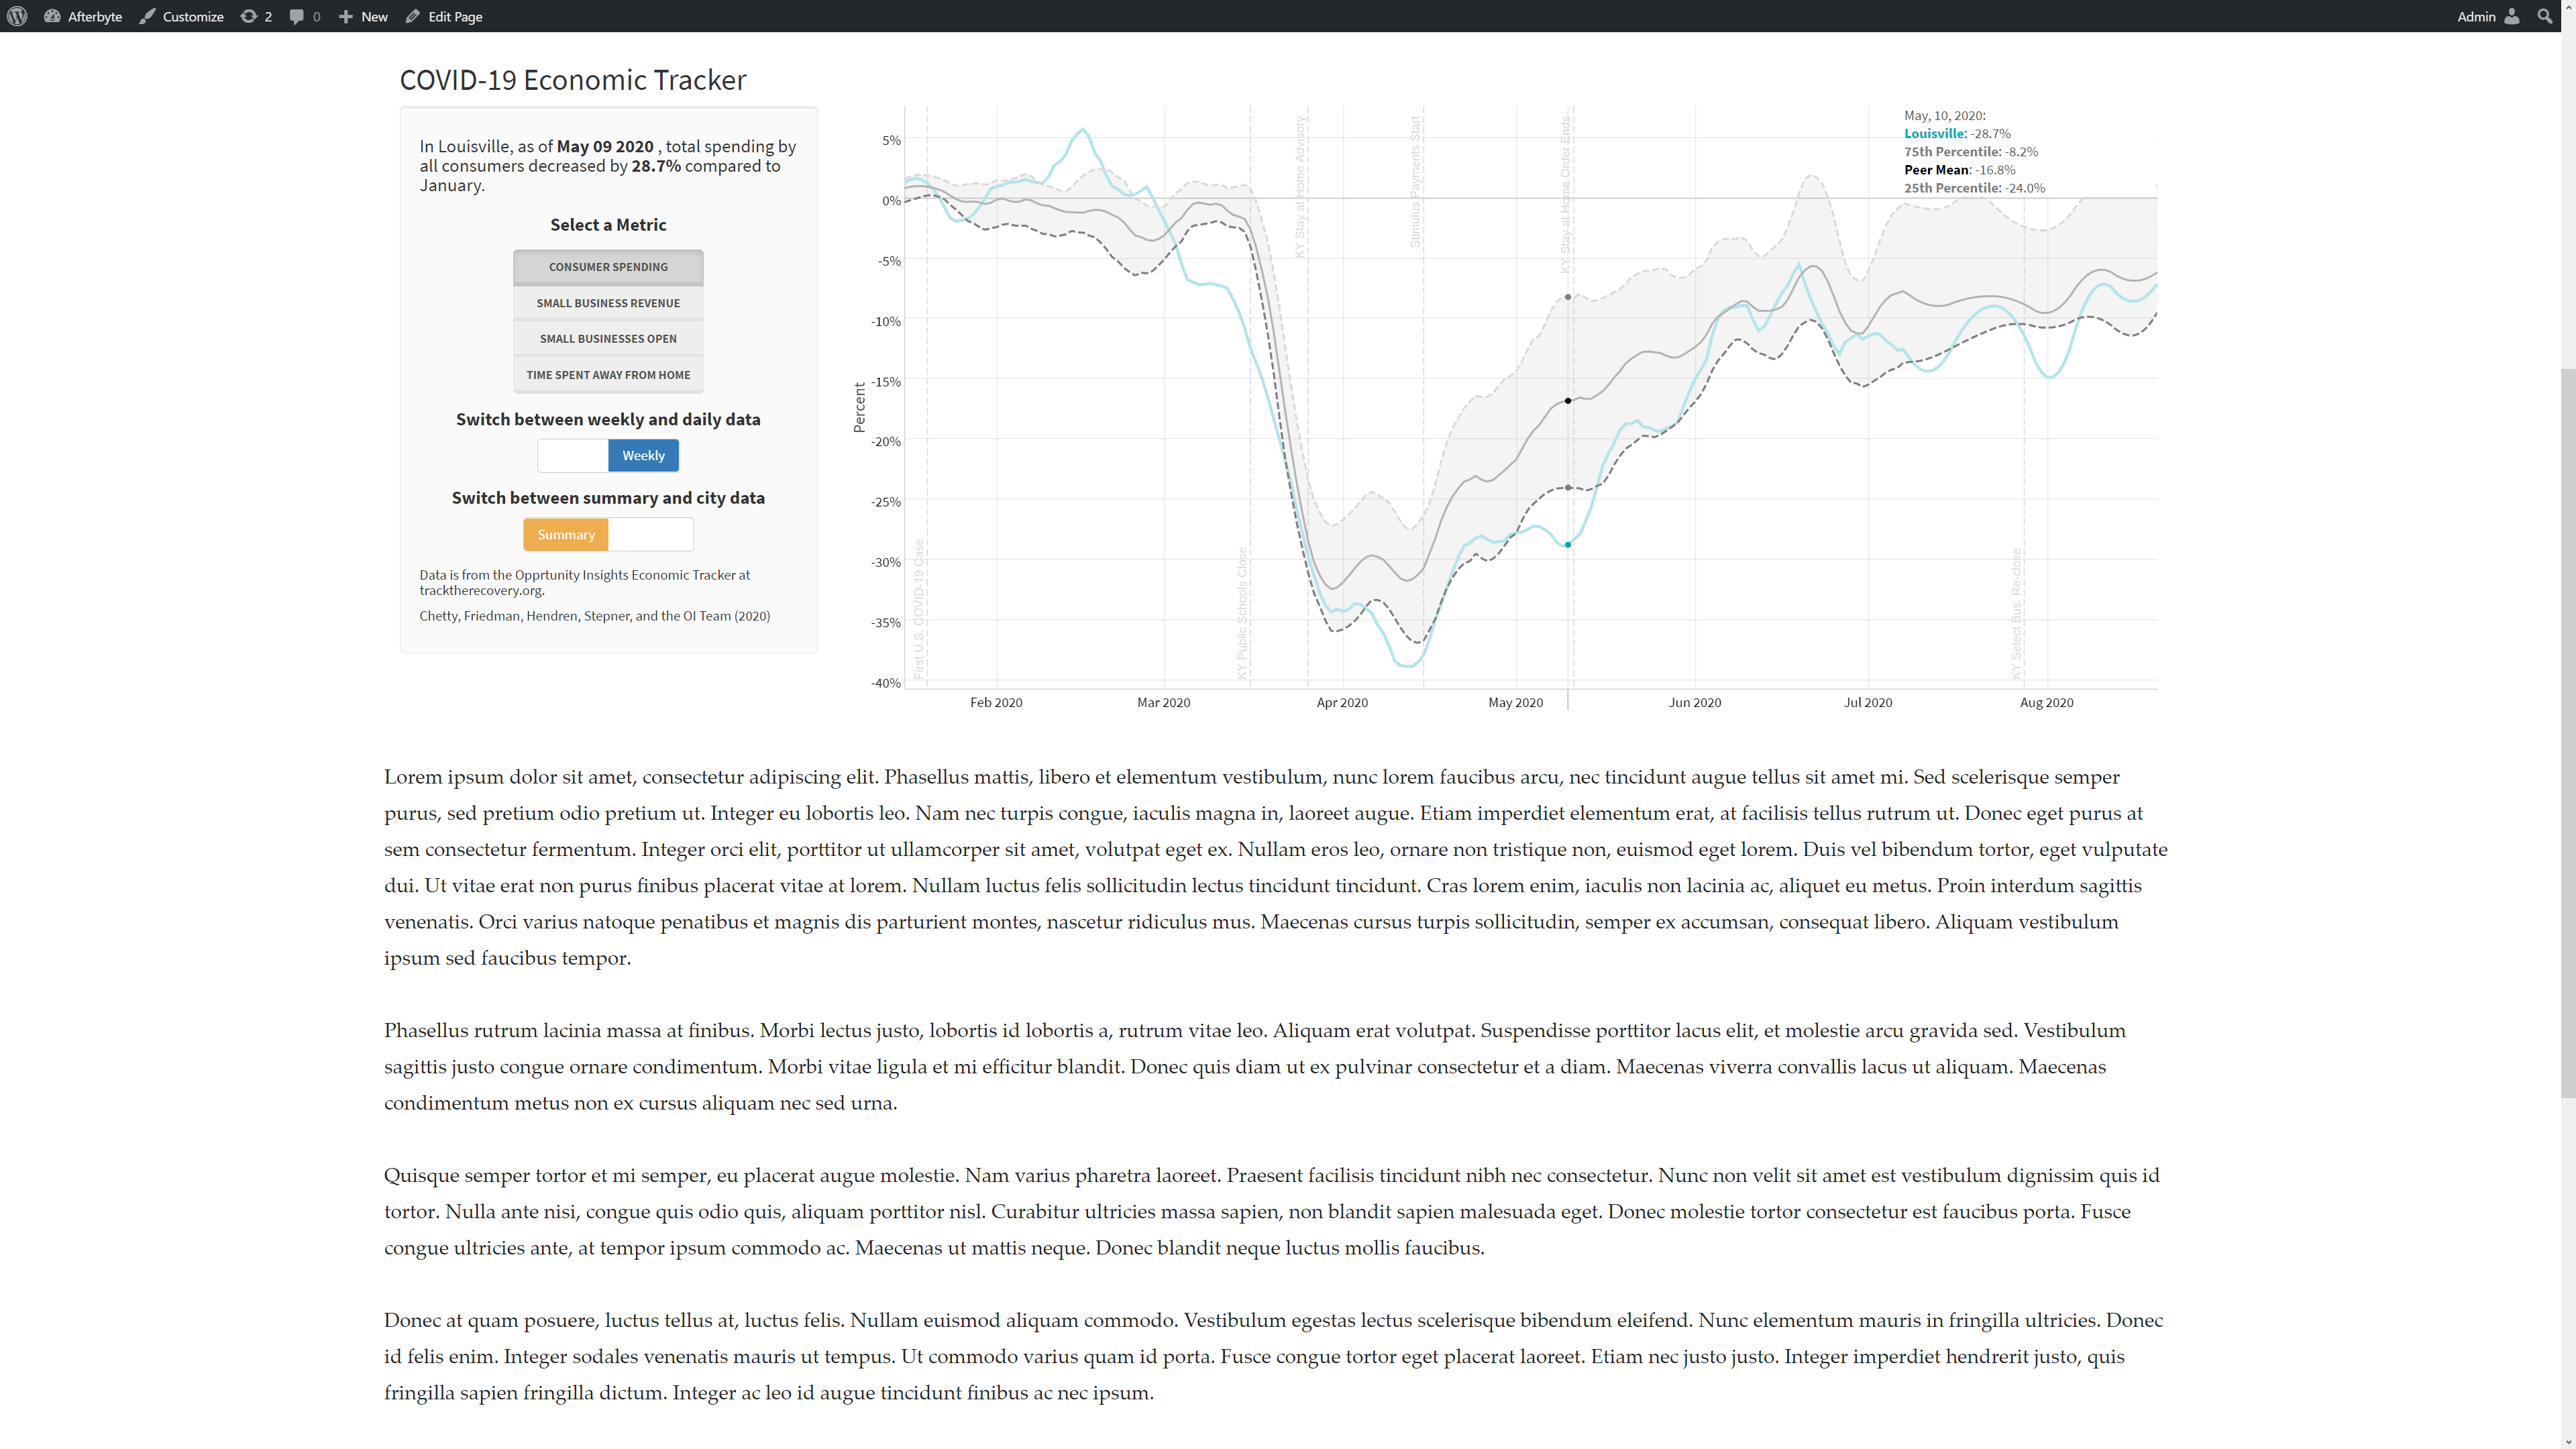 Afterbyte Customize 2 0 New Edit Page Admin
COVID-19 Economic Tracker
In Louisville, as of May 09 2020 , total spending by
all consumers decreased by 28.7% compared to
January.
Select a Metric
CONSUMER SPENDING
SMALL BUSINESS REVENUE
SMALL BUSINESSES OPEN
TIME SPENT AWAY FROM HOME
Switch between weekly and daily data
Weekly
Switch between summary and city data
Summary
Data is from the Opprtunity Insights Economic Tracker at
tracktherecovery.org.
Chetty, Friedman, Hendren, Stepner, and the OI Team (2020)
Percent
5%
0%
-5%
-10%
-15%
-20%
-25%
-30%
-35%
-40%
First U.S. COVID-19 Case
KY Public Schools Close
KY Stay at Home Advisory
Stimulus Payments Start
KY Stay at Home Order Ends
KY Select Bus. Re-close
May, 10, 2020:
Louisville: -28.7%
75th Percentile: -8.2%
Peer Mean: -16.8%
25th Percentile: -24.0%
Feb 2020 Mar 2020 Apr 2020 May 2020 Jun 2020 Jul 2020 Aug 2020
Lorem ipsum dolor sit amet, consectetur adipiscing elit. Phasellus mattis, libero et elementum vestibulum, nunc lorem faucibus arcu, nec tincidunt augue tellus sit amet mi. Sed scelerisque semper
purus, sed pretium odio pretium ut. Integer eu lobortis leo. Nam nec turpis congue, iaculis magna in, laoreet augue. Etiam imperdiet elementum erat, at facilisis tellus rutrum ut. Donec eget purus at
sem consectetur fermentum. Integer orci elit, porttitor ut ullamcorper sit amet, volutpat eget ex. Nullam eros leo, ornare non tristique non, euismod eget lorem. Duis vel bibendum tortor, eget vulputate
dui. Ut vitae erat non purus finibus placerat vitae at lorem. Nullam luctus felis sollicitudin lectus tincidunt tincidunt. Cras lorem enim, iaculis non lacinia ac, aliquet eu metus. Proin interdum sagittis
venenatis. Orci varius natoque penatibus et magnis dis parturient montes, nascetur ridiculus mus. Maecenas cursus turpis sollicitudin, semper ex accumsan, consequat libero. Aliquam vestibulum
ipsum sed faucibus tempor.
Phasellus rutrum lacinia massa at finibus. Morbi lectus justo, lobortis id lobortis a, rutrum vitae leo. Aliquam erat volutpat. Suspendisse porttitor lacus elit, et molestie arcu gravida sed. Vestibulum
sagittis justo congue ornare condimentum. Morbi vitae ligula et mi efficitur blandit. Donec quis diam ut ex pulvinar consectetur et a diam. Maecenas viverra convallis lacus ut aliquam. Maecenas
condimentum metus non ex cursus aliquam nec sed urna.
Quisque semper tortor et mi semper, eu placerat augue molestie. Nam varius pharetra laoreet. Praesent facilisis tincidunt nibh nec consectetur. Nunc non velit sit amet est vestibulum dignissim quis id
tortor. Nulla ante nisi, congue quis odio quis, aliquam porttitor nisl. Curabitur ultricies massa sapien, non blandit sapien malesuada eget. Donec molestie tortor consectetur est faucibus porta. Fusce
congue ultricies ante, at tempor ipsum commodo ac. Maecenas ut mattis neque. Donec blandit neque luctus mollis faucibus.
Donec at quam posuere, luctus tellus at, luctus felis. Nullam euismod aliquam commodo. Vestibulum egestas lectus scelerisque bibendum eleifend. Nunc elementum mauris in fringilla ultricies. Donec
id felis enim. Integer sodales venenatis mauris ut tempus. Ut commodo varius quam id porta. Fusce congue tortor eget placerat laoreet. Etiam nec justo justo. Integer imperdiet hendrerit justo, quis
fringilla sapien fringilla dictum. Integer ac leo id augue tincidunt finibus ac nec ipsum.